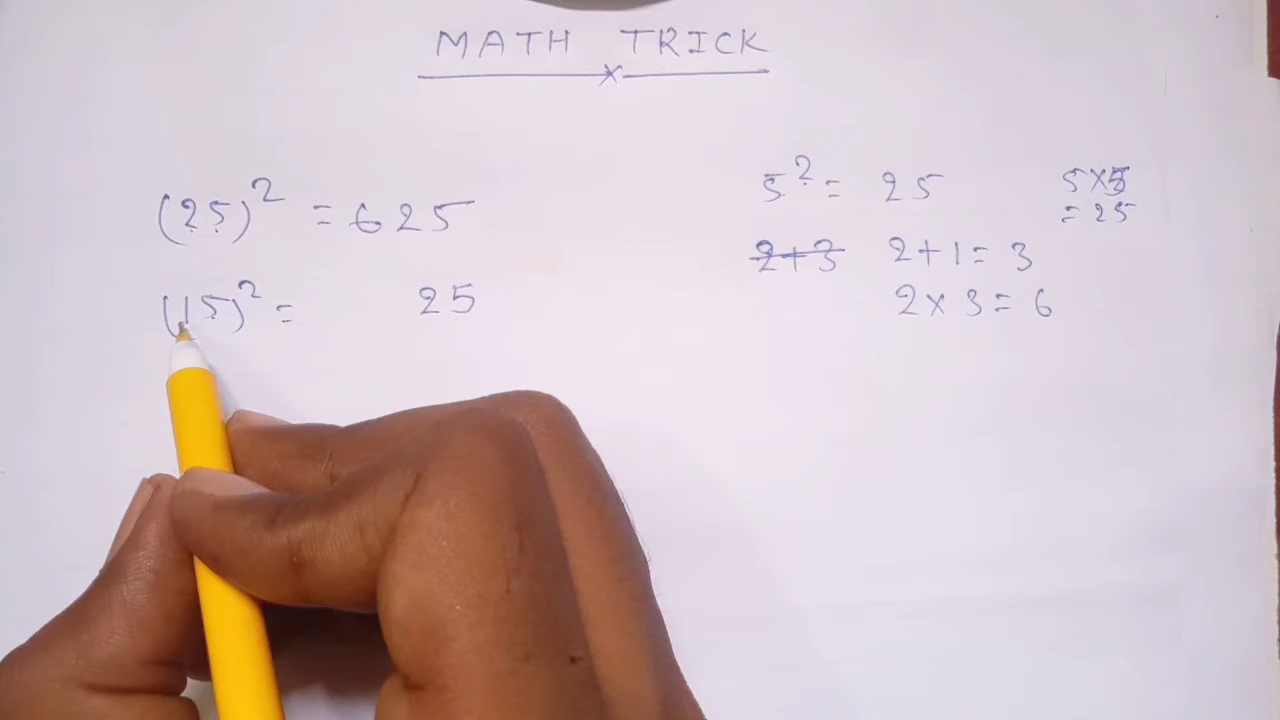 MATH TRICK
x
(25)² = 625
(15)² = 25
5² = 25
5×5
= 25
2+3 2+1 = 3
2 × 3 = 6